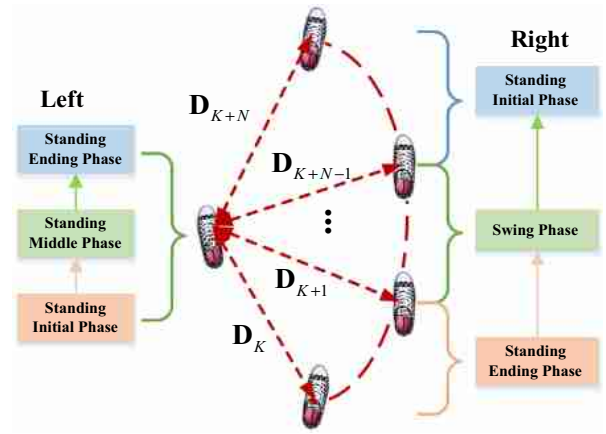 Left
Standing
Ending Phase
Standing
Middle Phase
Standing
Initial Phase
D_{K+N}
D_{K+N-1}
⋮
D_{K+1}
D_K
Right
Standing
Initial Phase
Swing Phase
Standing
Ending Phase